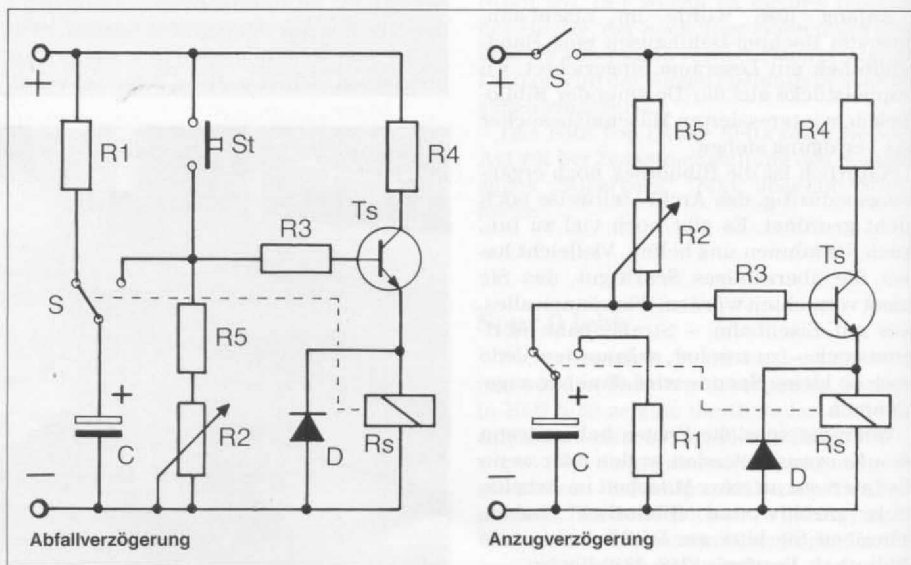 +
R1
St
R4
Ts
R3
S
R5
+
C
R2
D
Rs
−
Abfallverzögerung
+
S
R5
R4
R2
Ts
R3
+
C
R1
D
Rs
−
Anzugverzögerung